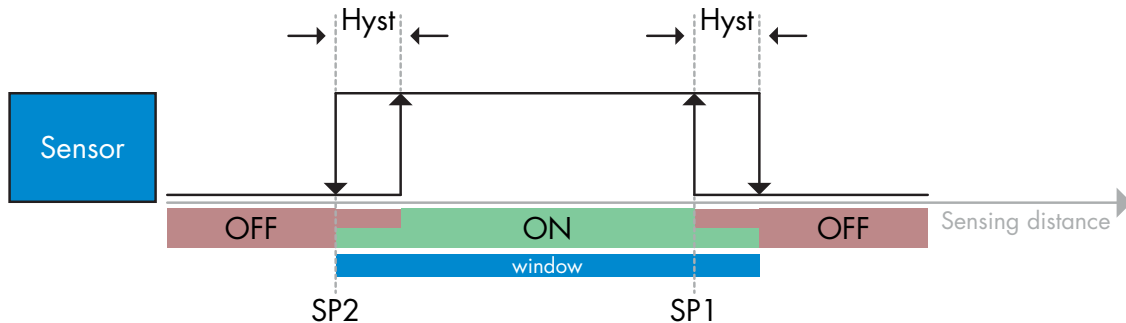 Hyst
Hyst
Sensor
OFF
ON
OFF
Sensing distance
window
SP2
SP1